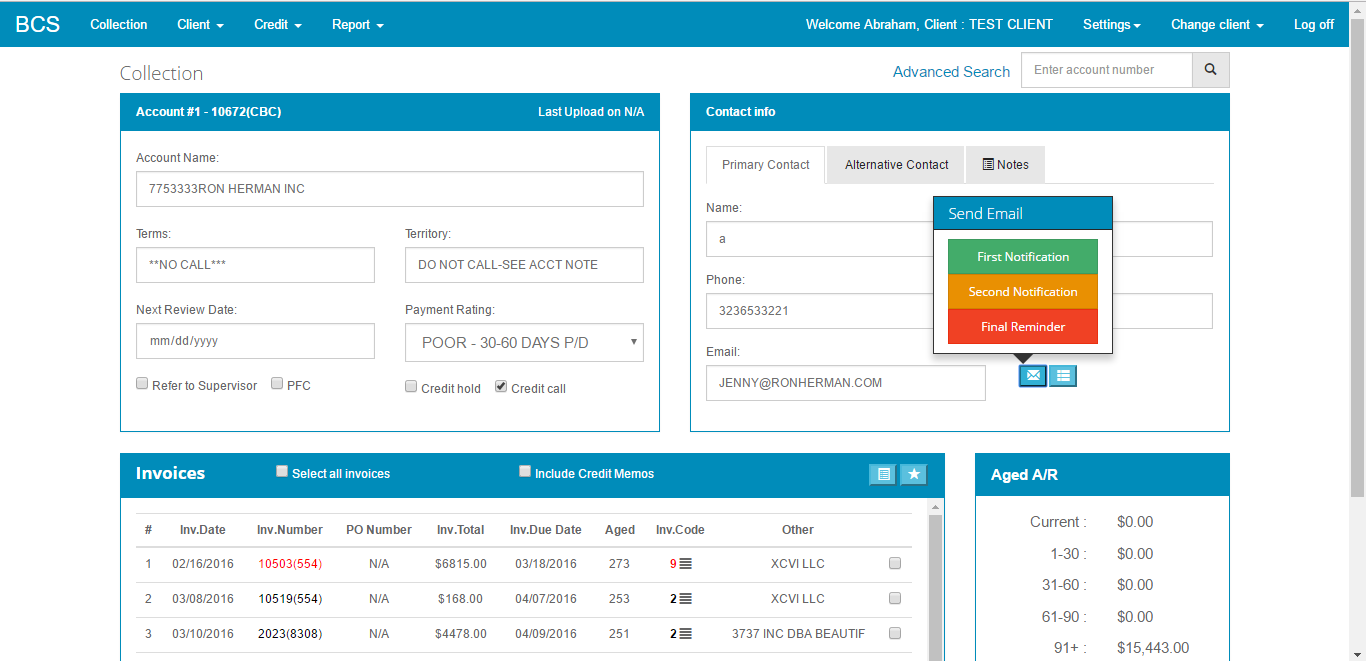 BCS Collection Client Credit Report Welcome Abraham, Client : TEST CLIENT Settings Change client Log off
Collection
Advanced Search Enter account number
Account #1 - 10672(CBC) Last Upload on N/A
Account Name:
7753333RON HERMAN INC
Terms: Territory:
**NO CALL*** DO NOT CALL-SEE ACCT NOTE
Next Review Date: Payment Rating:
mm/dd/yyyy POOR - 30-60 DAYS P/D
Refer to Supervisor PFC Credit hold Credit call
Contact info
Primary Contact Alternative Contact Notes
Name:
a
Phone:
3236533221
Email:
JENNY@RONHERMAN.COM
Send Email
First Notification
Second Notification
Final Reminder
Invoices Select all invoices Include Credit Memos
# Inv.Date Inv.Number PO Number Inv.Total Inv.Due Date Aged Inv.Code Other
1 02/16/2016 10503(554) N/A $6815.00 03/18/2016 273 9 XCVI LLC
2 03/08/2016 10519(554) N/A $168.00 04/07/2016 253 2 XCVI LLC
3 03/10/2016 2023(8308) N/A $4478.00 04/09/2016 251 2 3737 INC DBA BEAUTIF
Aged A/R
Current : $0.00
1-30 : $0.00
31-60 : $0.00
61-90 : $0.00
91+ : $15,443.00